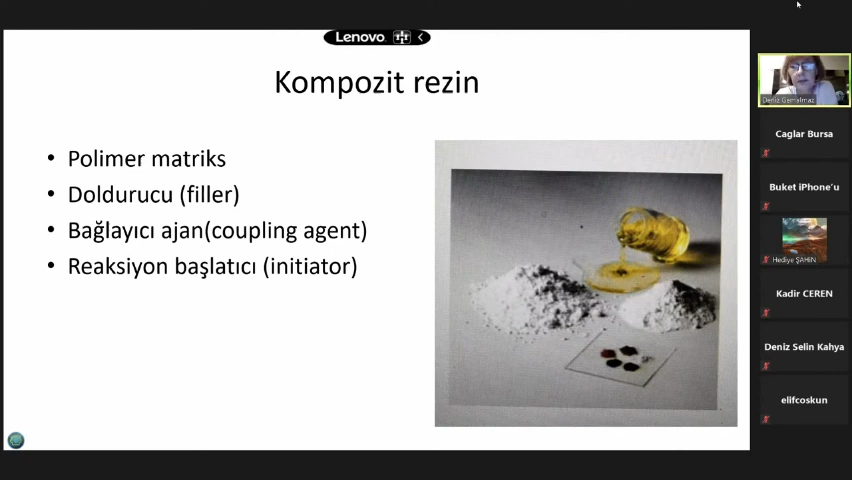 Lenovo
Kompozit rezin
• Polimer matriks
• Doldurucu (filler)
• Bağlayıcı ajan(coupling agent)
• Reaksiyon başlatıcı (initiator)
Deniz Gemalmaz
Caglar Bursa
Buket iPhone'u
Hediye ŞAHİN
Kadir CEREN
Deniz Selin Kahya
elifcoskun